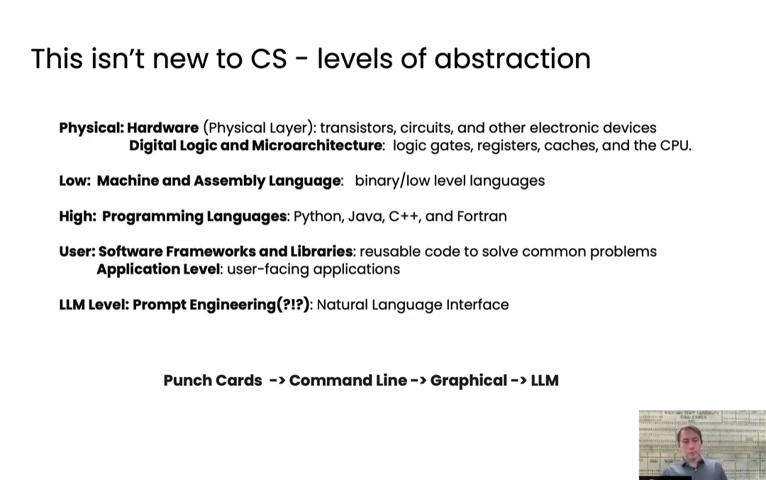 This isn't new to CS - levels of abstraction
Physical: Hardware (Physical Layer): transistors, circuits, and other electronic devices
Digital Logic and Microarchitecture: logic gates, registers, caches, and the CPU.
Low: Machine and Assembly Language: binary/low level languages
High: Programming Languages: Python, Java, C++, and Fortran
User: Software Frameworks and Libraries: reusable code to solve common problems
Application Level: user-facing applications
LLM Level: Prompt Engineering(?!?): Natural Language Interface
Punch Cards -> Command Line -> Graphical -> LLM